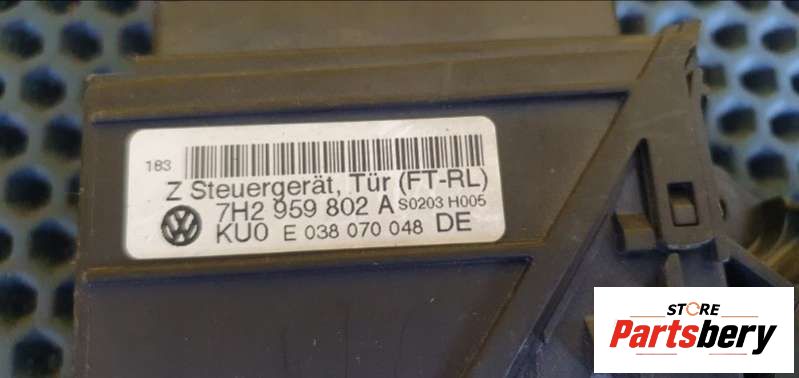 183
Z Steuergerät, Tür (FT-RL)
7H2 959 802 A S0203 H005
KU0 E 038 070 048 DE
STORE
Partsbery